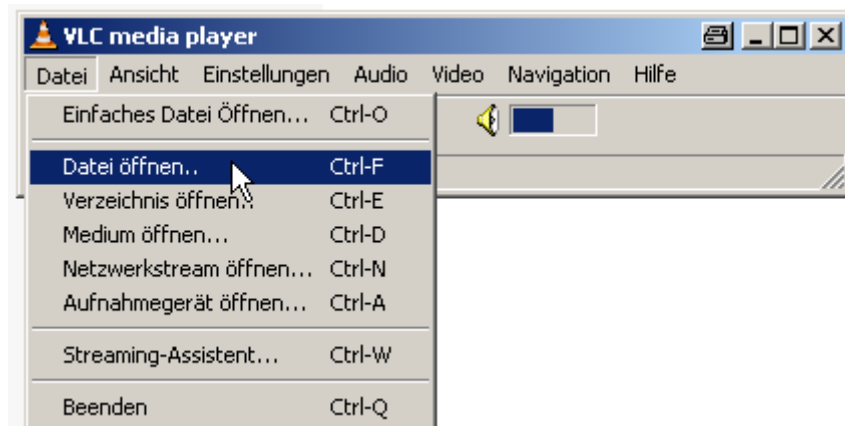 VLC media player
Datei Ansicht Einstellungen Audio Video Navigation Hilfe
Einfaches Datei Öffnen... Ctrl-O
Datei öffnen.. Ctrl-F
Verzeichnis öffnen.. Ctrl-E
Medium öffnen... Ctrl-D
Netzwerkstream öffnen... Ctrl-N
Aufnahmegerät öffnen... Ctrl-A
Streaming-Assistent... Ctrl-W
Beenden Ctrl-Q